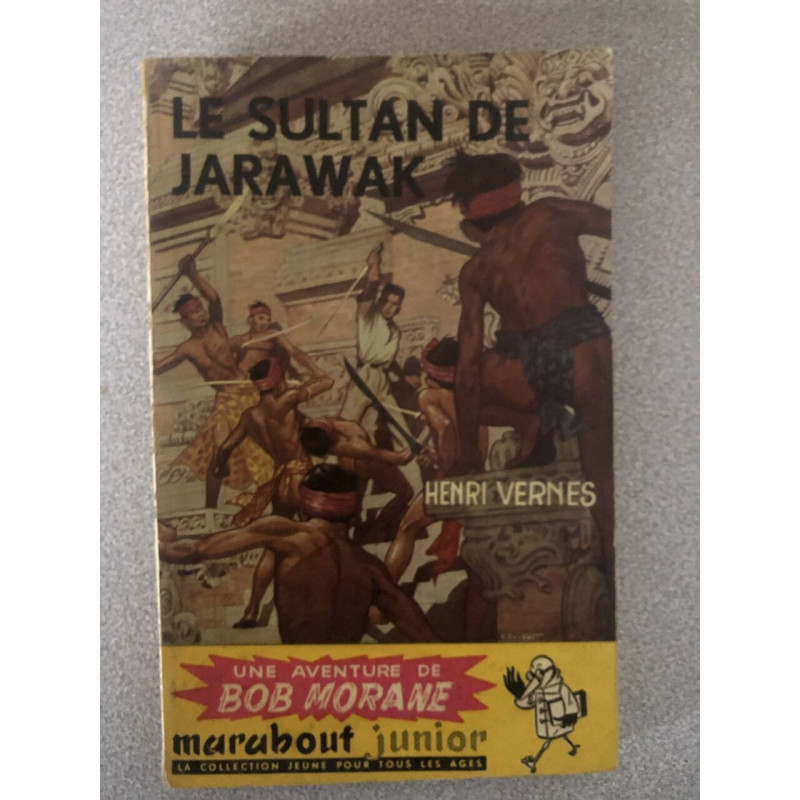 LE SULTAN DE
JARAWAK
HENRI VERNES
UNE AVENTURE DE
BOB MORANE
marabout junior
LA COLLECTION JEUNE POUR TOUS LES AGES